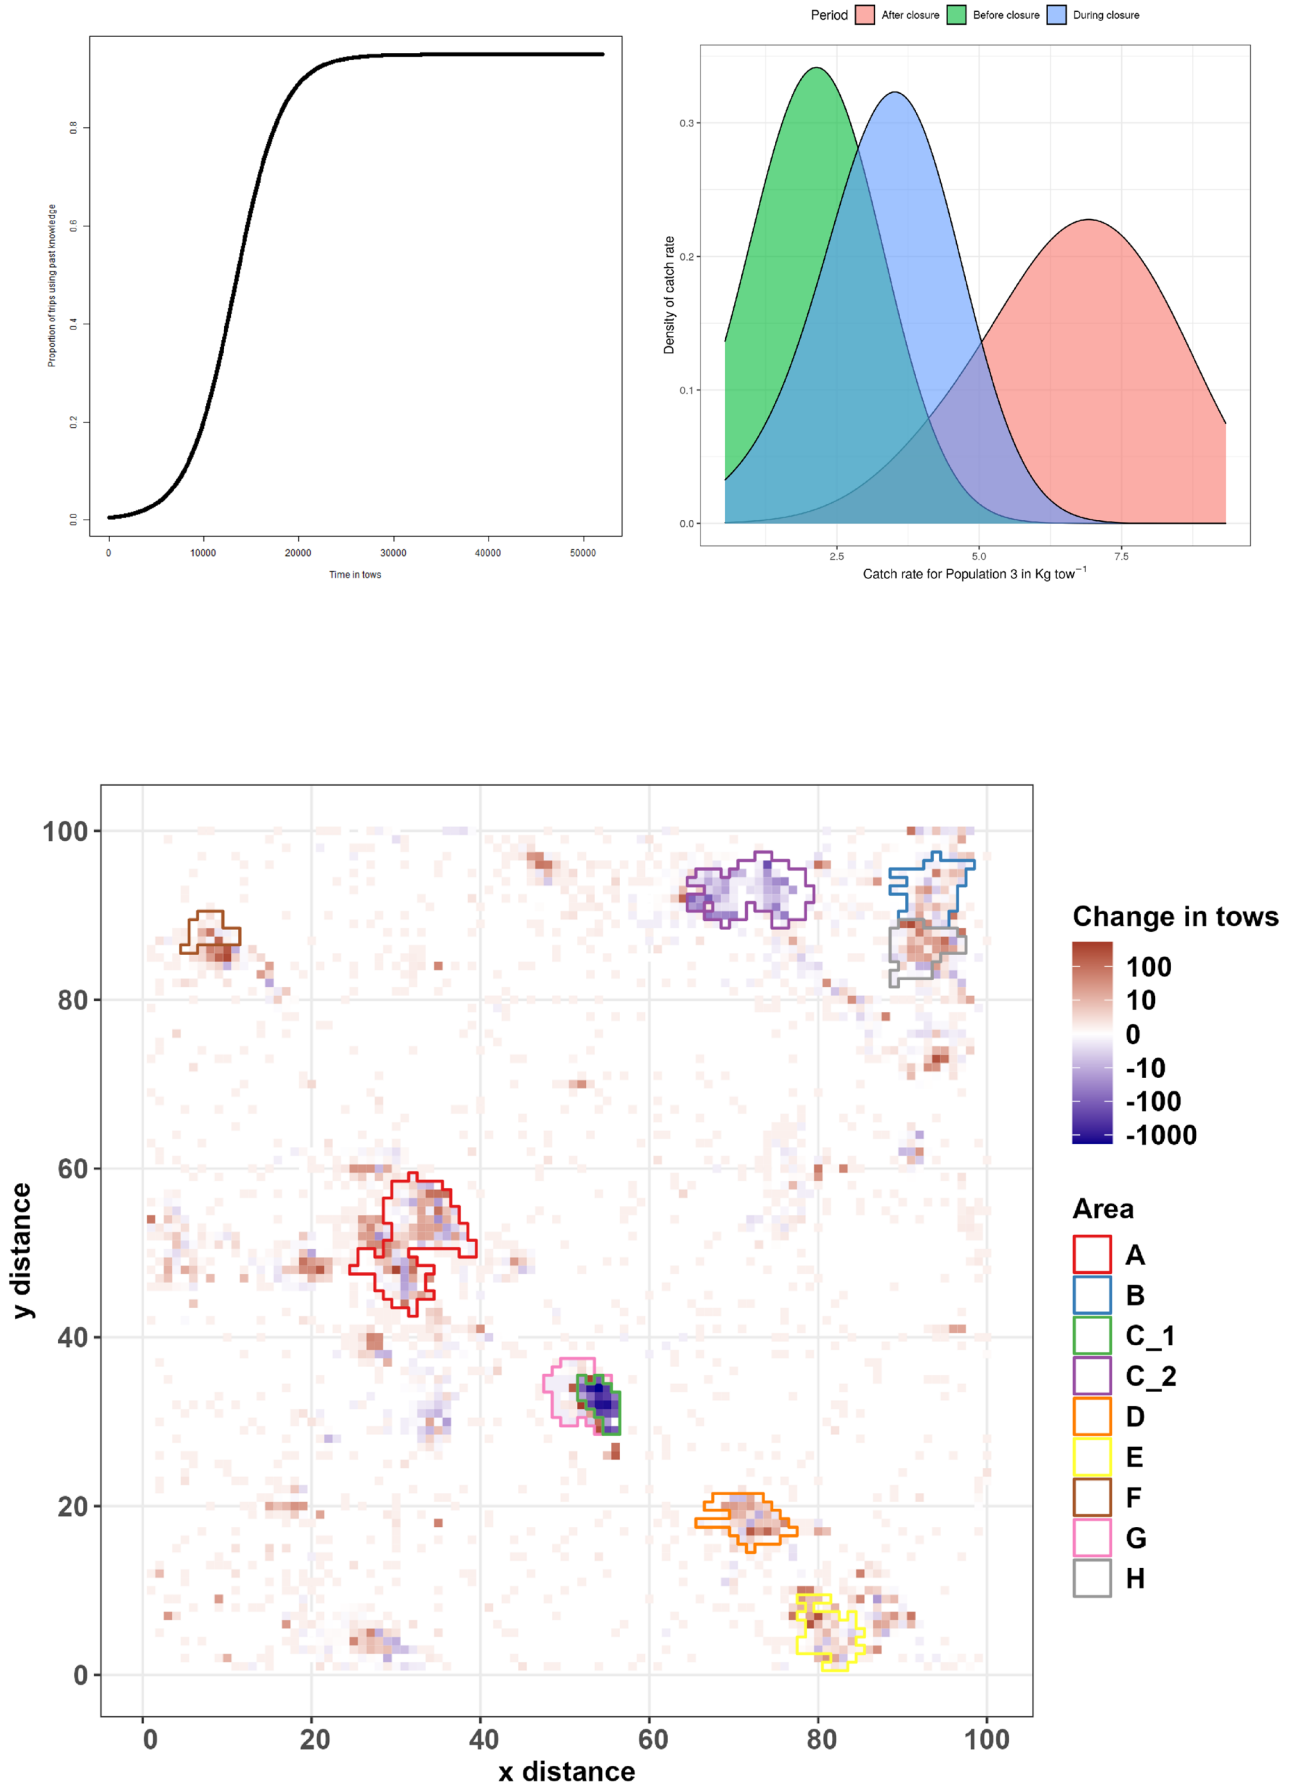 Period After closure Before closure During closure
Proportion of trips using past knowledge
0.8
0.6
0.4
0.2
0.0
0 10000 20000 30000 40000 50000
Time in tows
Density of catch rate
0.3
0.2
0.1
0.0
2.5 5.0 7.5
Catch rate for Population 3 in Kg tow⁻¹
y distance
100
80
60
40
20
0
0 20 40 60 80 100
x distance
Change in tows
100
10
0
-10
-100
-1000
Area
A
B
C_1
C_2
D
E
F
G
H